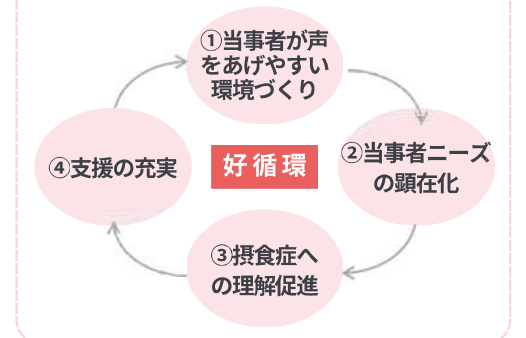 ①当事者が声
をあげやすい
環境づくり
②当事者ニーズ
の顕在化
③摂食症へ
の理解促進
④支援の充実
好循環